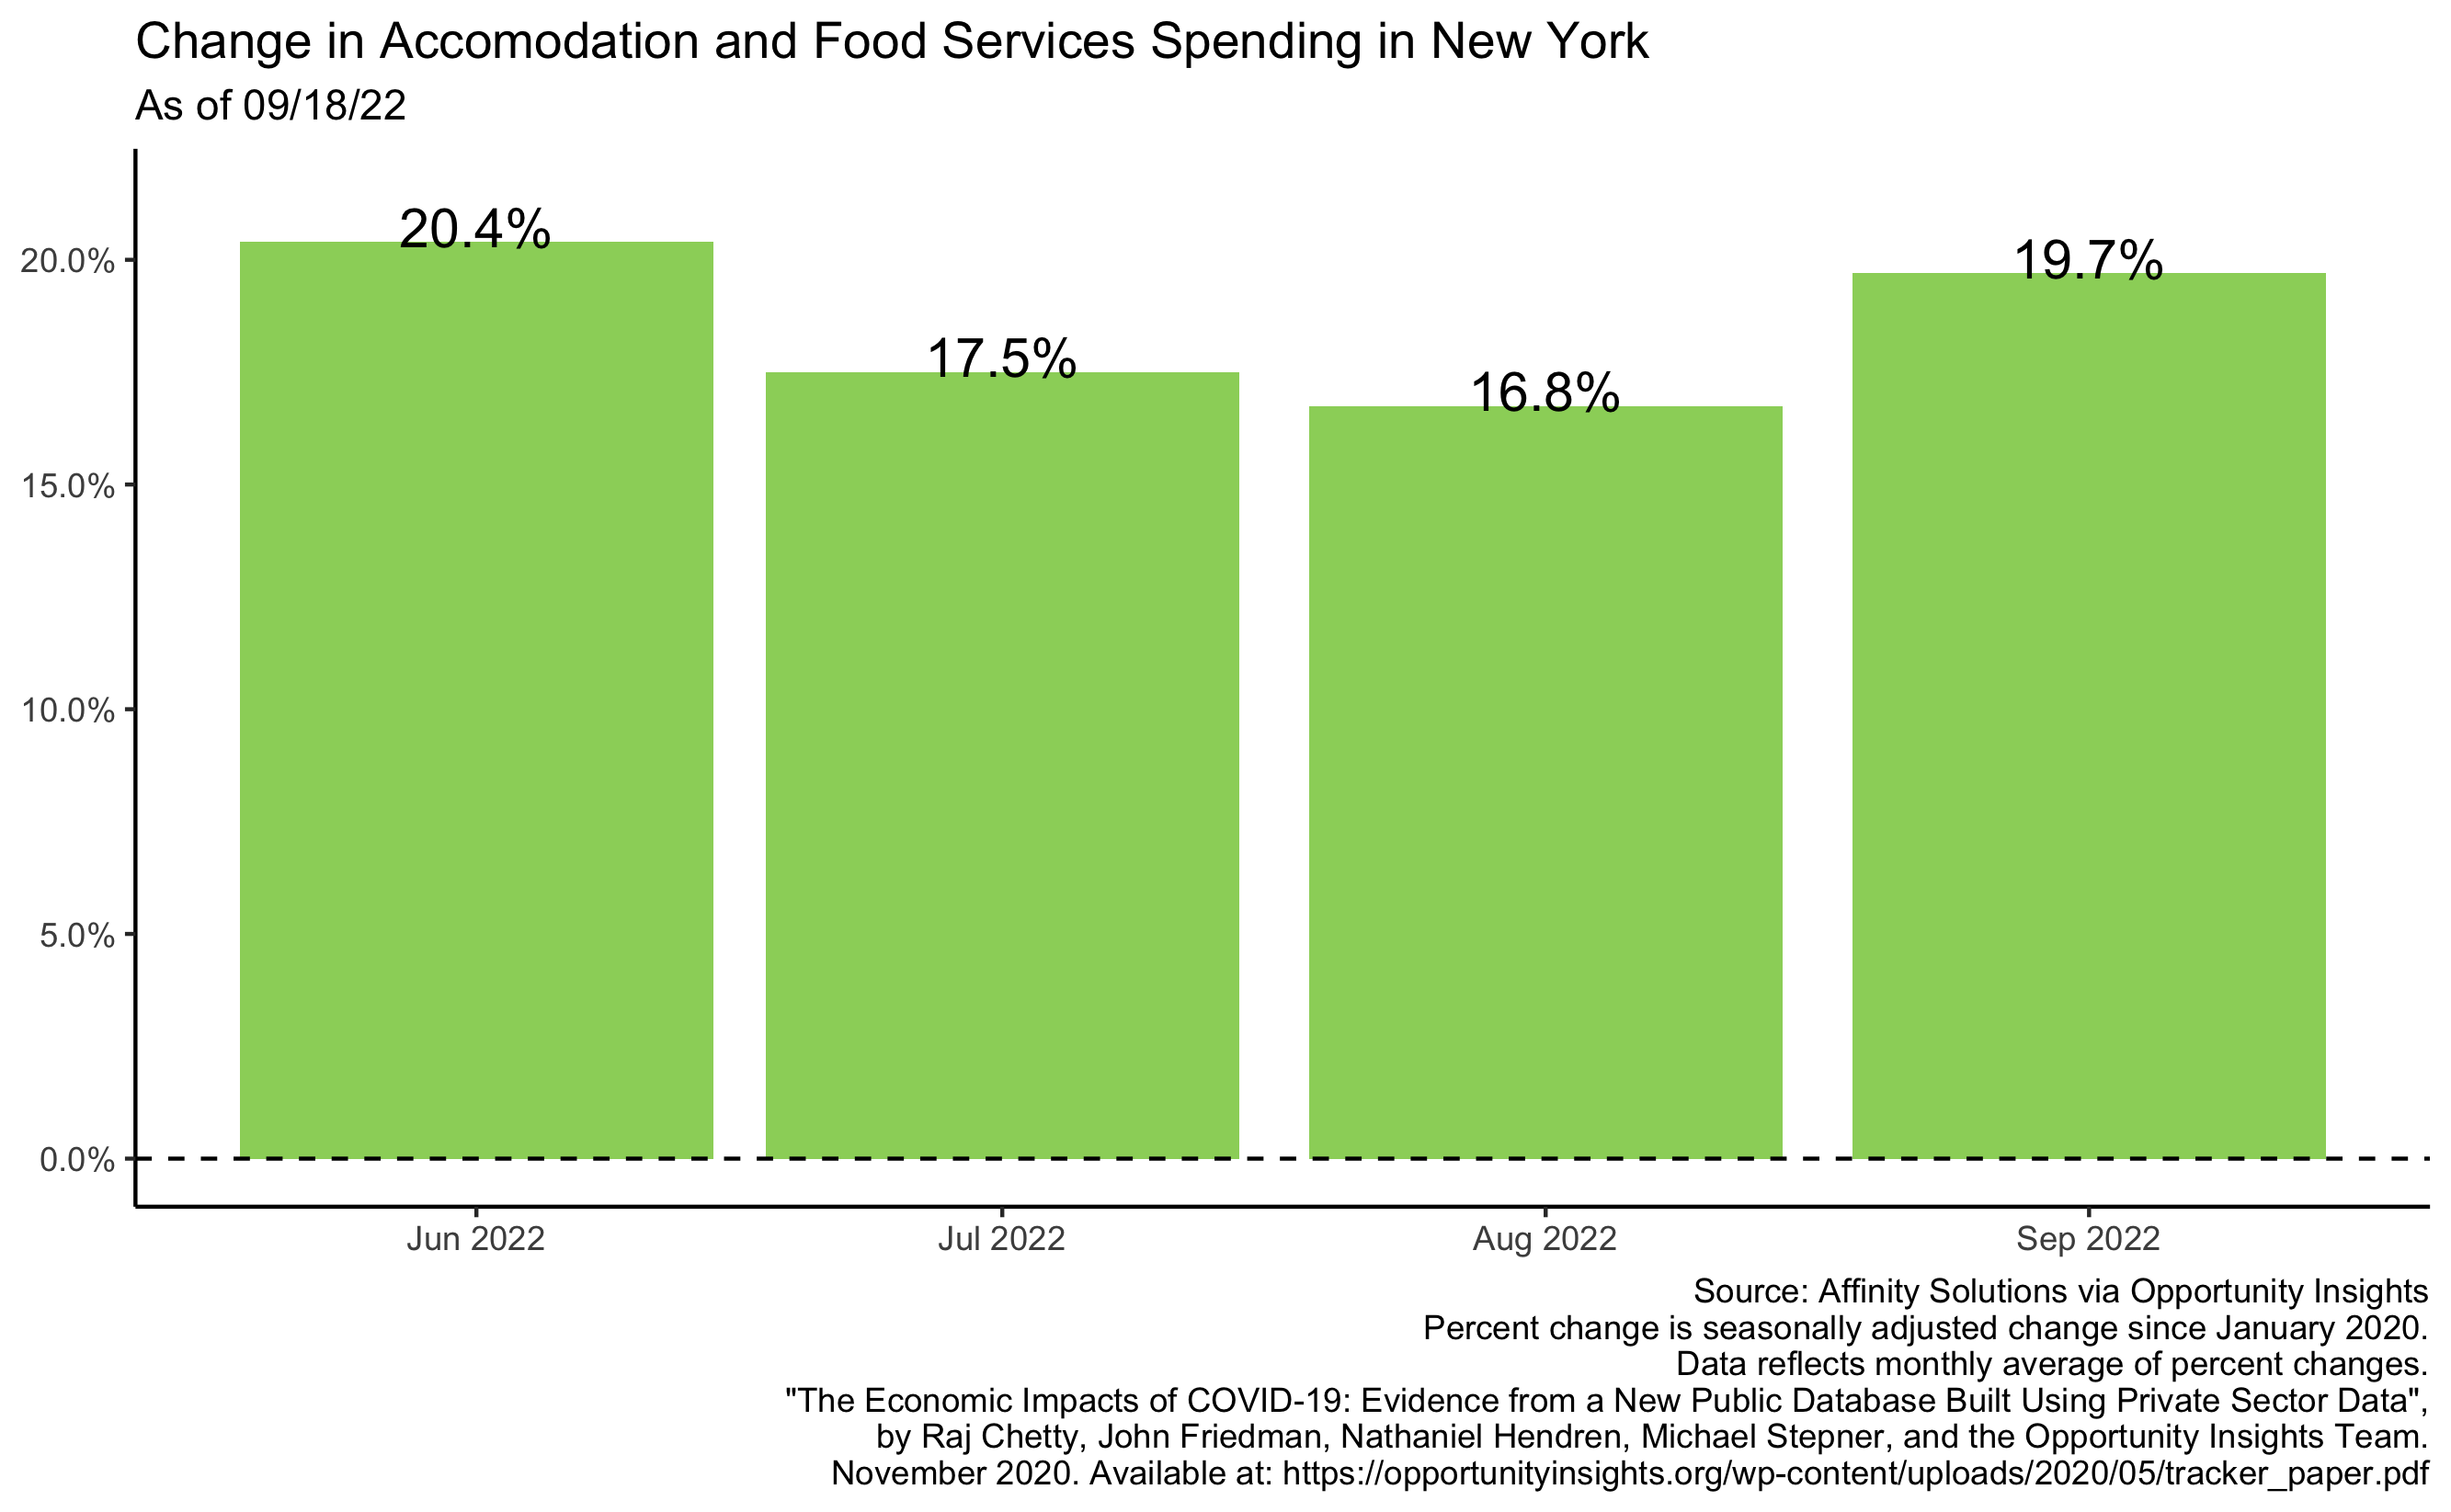 Change in Accomodation and Food Services Spending in New York
As of 09/18/22
20.4%
17.5%
16.8%
19.7%
20.0%
15.0%
10.0%
5.0%
0.0%
Jun 2022
Jul 2022
Aug 2022
Sep 2022
Source: Affinity Solutions via Opportunity Insights
Percent change is seasonally adjusted change since January 2020.
Data reflects monthly average of percent changes.
"The Economic Impacts of COVID-19: Evidence from a New Public Database Built Using Private Sector Data",
by Raj Chetty, John Friedman, Nathaniel Hendren, Michael Stepner, and the Opportunity Insights Team.
November 2020. Available at: https://opportunityinsights.org/wp-content/uploads/2020/05/tracker_paper.pdf